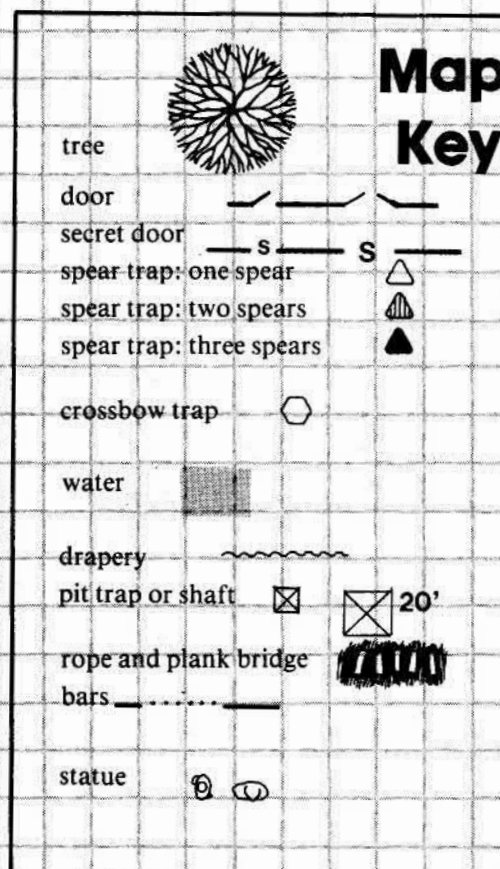 Map
Key
tree
door
secret door S S
spear trap: one spear
spear trap: two spears
spear trap: three spears
crossbow trap
water
drapery
pit trap or shaft 20'
rope and plank bridge
bars
statue